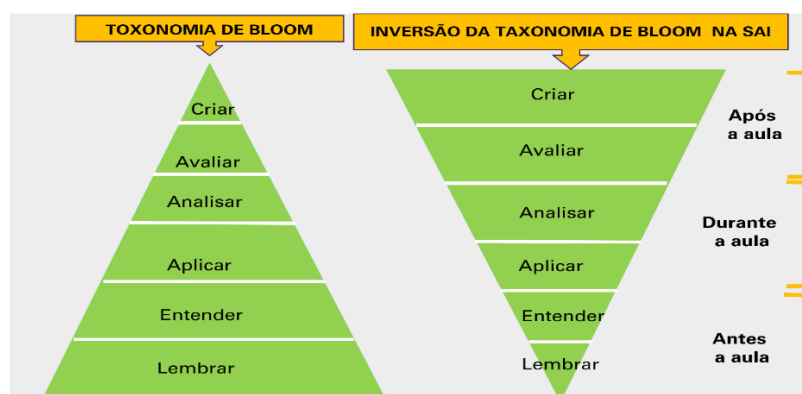 TOXONOMIA DE BLOOM
Criar
Avaliar
Analisar
Aplicar
Entender
Lembrar
INVERSÃO DA TAXONOMIA DE BLOOM NA SAI
Criar
Avaliar
Analisar
Aplicar
Entender
Lembrar
Após
a aula
Durante
a aula
Antes
a aula